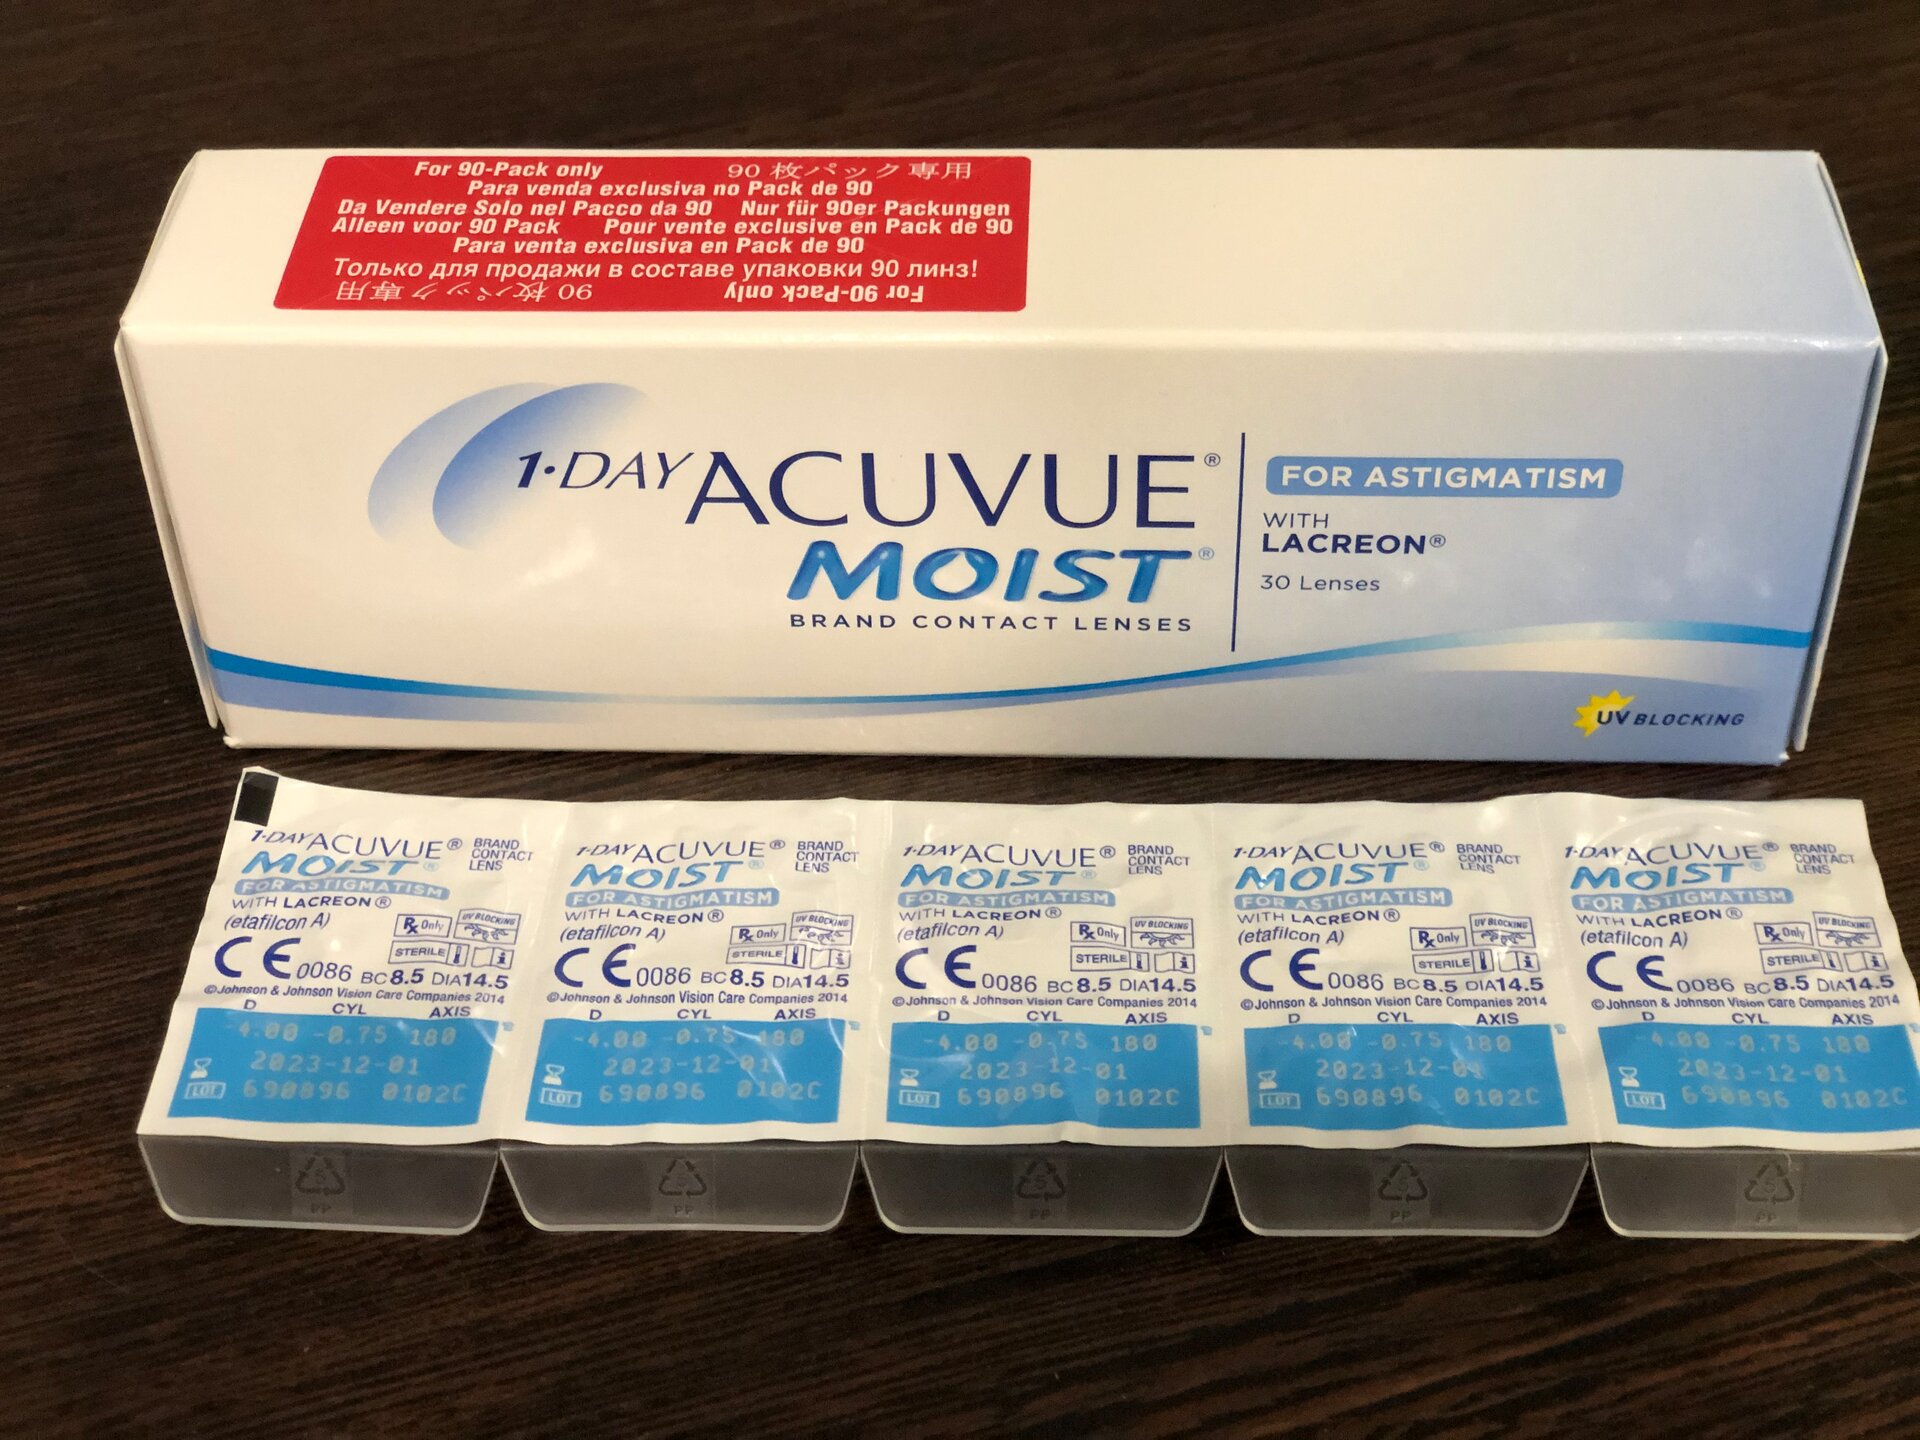 For 90-Pack only 90 枚パック専用
Para venda exclusiva no Pack de 90
Da Vendere Solo nel Pacco da 90 Nur für 90er Packungen
Alleen voor 90 Pack Pour vente exclusive en Pack de 90
Para venta exclusiva en Pack de 90
Только для продажи в составе упаковки 90 линз!
For 90-Pack only 90 枚パック専用
1·DAY ACUVUE®
MOIST®
BRAND CONTACT LENSES
FOR ASTIGMATISM
WITH
LACREON®
30 Lenses
UV BLOCKING
1·DAY ACUVUE® BRAND CONTACT LENS
MOIST®
FOR ASTIGMATISM
WITH LACREON®
(etafilcon A) Rx Only UV BLOCKING
STERILE
CE 0086 BC 8.5 DIA 14.5
©Johnson & Johnson Vision Care Companies 2014
D CYL AXIS
-4.00 -0.75 180
2023-12-01
LOT 690896 0102C
PP
1·DAY ACUVUE® BRAND CONTACT LENS
MOIST®
FOR ASTIGMATISM
WITH LACREON®
(etafilcon A) Rx Only UV BLOCKING
STERILE
CE 0086 BC 8.5 DIA 14.5
©Johnson & Johnson Vision Care Companies 2014
D CYL AXIS
-4.00 -0.75 180
2023-12-01
LOT 690896 0102C
PP
1·DAY ACUVUE® BRAND CONTACT LENS
MOIST®
FOR ASTIGMATISM
WITH LACREON®
(etafilcon A) Rx Only UV BLOCKING
STERILE
CE 0086 BC 8.5 DIA 14.5
©Johnson & Johnson Vision Care Companies 2014
D CYL AXIS
-4.00 -0.75 180
2023-12-01
LOT 690896 0102C
5
PP
1·DAY ACUVUE® BRAND CONTACT LENS
MOIST®
FOR ASTIGMATISM
WITH LACREON®
(etafilcon A) Rx Only UV BLOCKING
STERILE
CE 0086 BC 8.5 DIA 14.5
©Johnson & Johnson Vision Care Companies 2014
D CYL AXIS
-4.00 -0.75 180
2023-12-01
LOT 690896 0102C
5
PP
1·DAY ACUVUE® BRAND CONTACT LENS
MOIST®
FOR ASTIGMATISM
WITH LACREON®
(etafilcon A) Rx Only UV BLOCKING
STERILE
CE 0086 BC 8.5 DIA 14.5
©Johnson & Johnson Vision Care Companies 2014
D CYL AXIS
-4.00 -0.75 180
2023-12-01
LOT 690896 0102C
5
PP